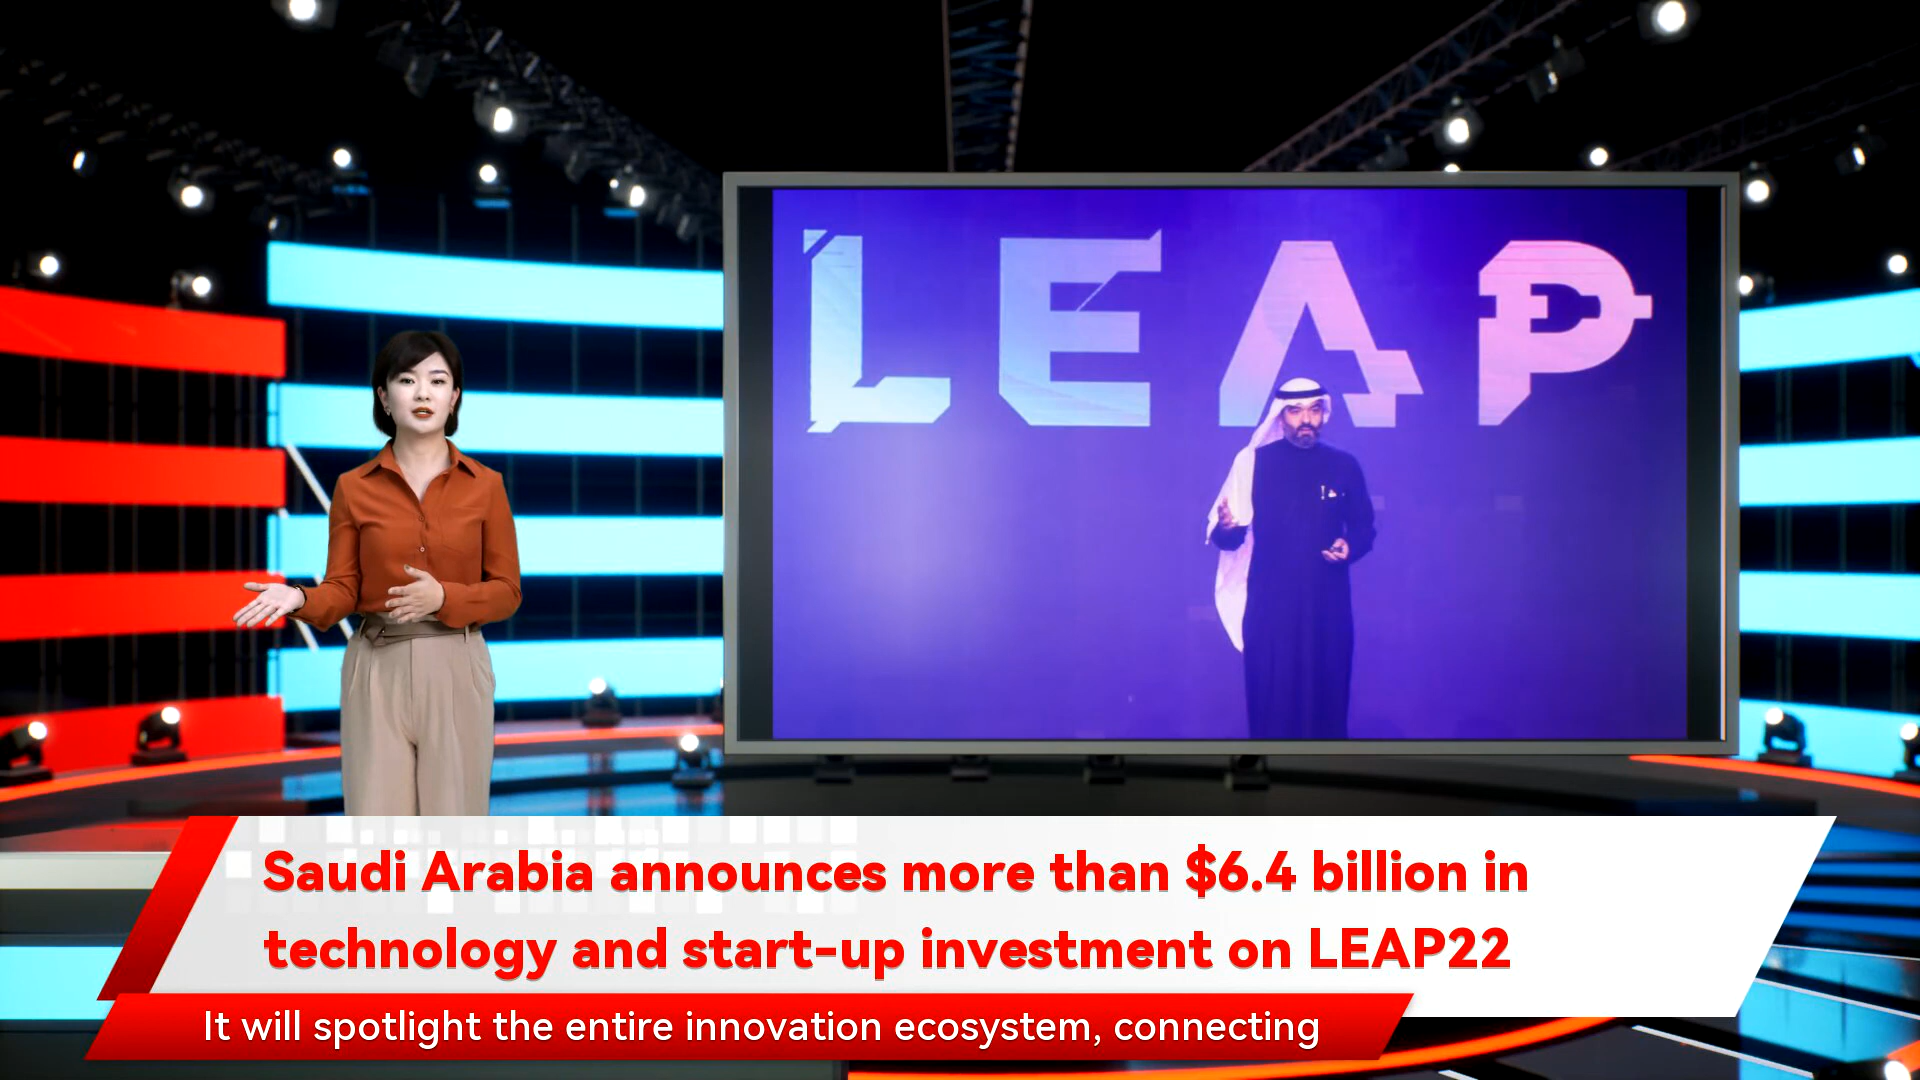 LEAP
Saudi Arabia announces more than $6.4 billion in
technology and start-up investment on LEAP22
It will spotlight the entire innovation ecosystem, connecting